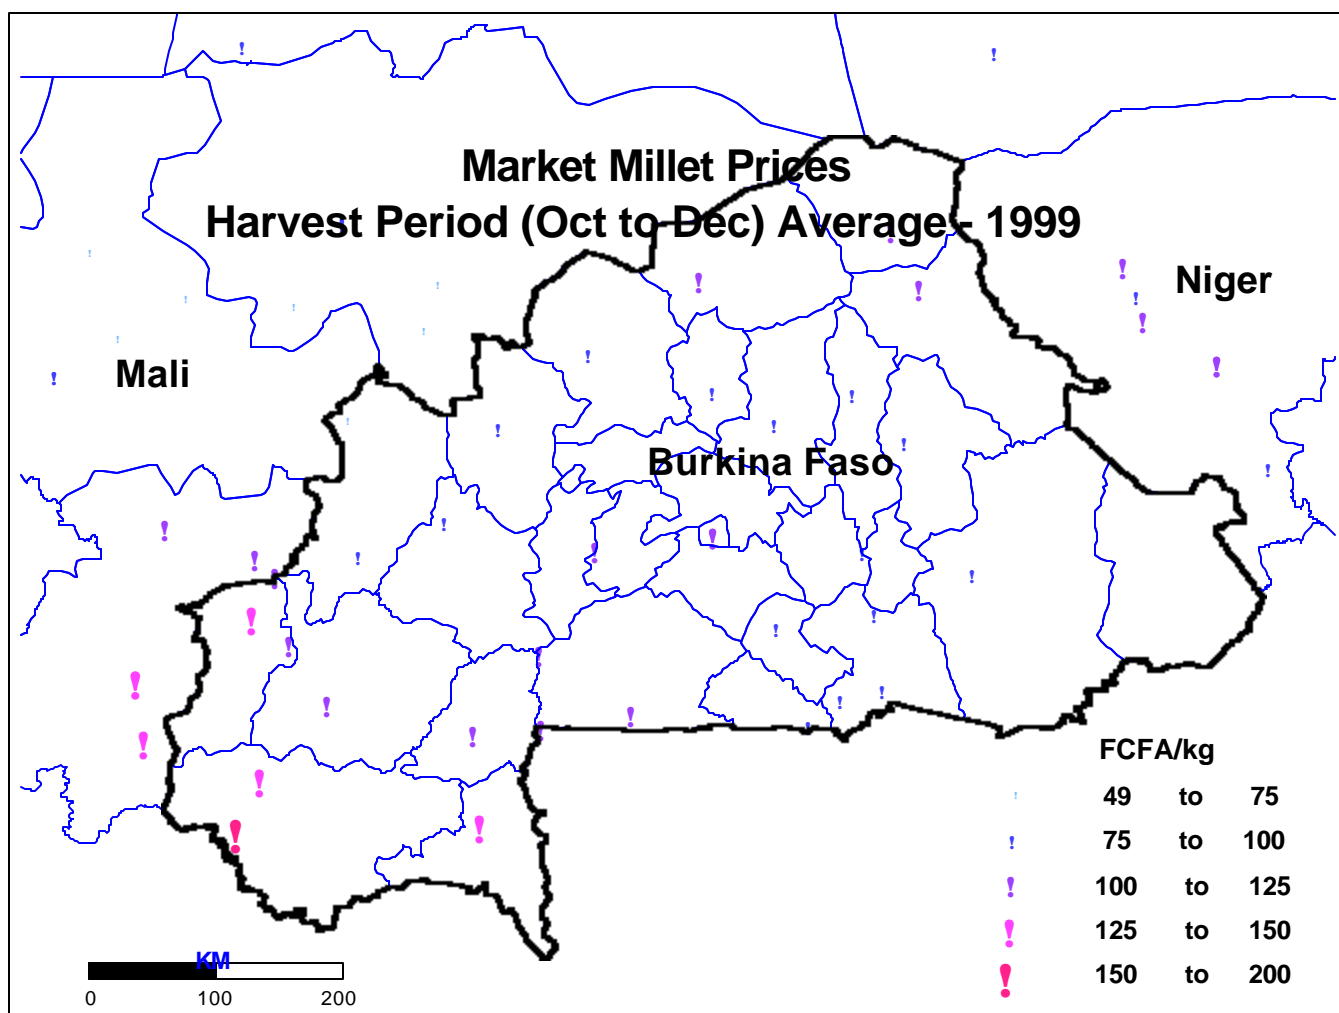 Market Millet Prices
Harvest Period (Oct to Dec) Average - 1999
Niger
Mali
Burkina Faso
FCFA/kg
49 to 75
75 to 100
100 to 125
125 to 150
150 to 200
KM
0 100 200